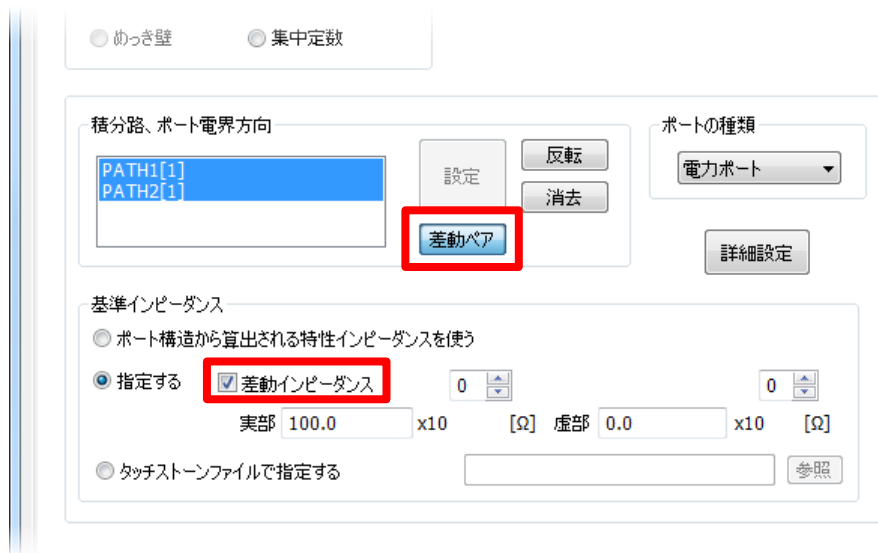 めっき壁 集中定数
積分路、ポート電界方向 ポートの種類
PATH1[1]
PATH2[1]
設定 反転 電力ポート
消去
差動ペア 詳細設定
基準インピーダンス
ポート構造から算出される特性インピーダンスを使う
指定する 差動インピーダンス 0 0
実部 100.0 x10 [Ω] 虚部 0.0 x10 [Ω]
タッチストーンファイルで指定する 参照